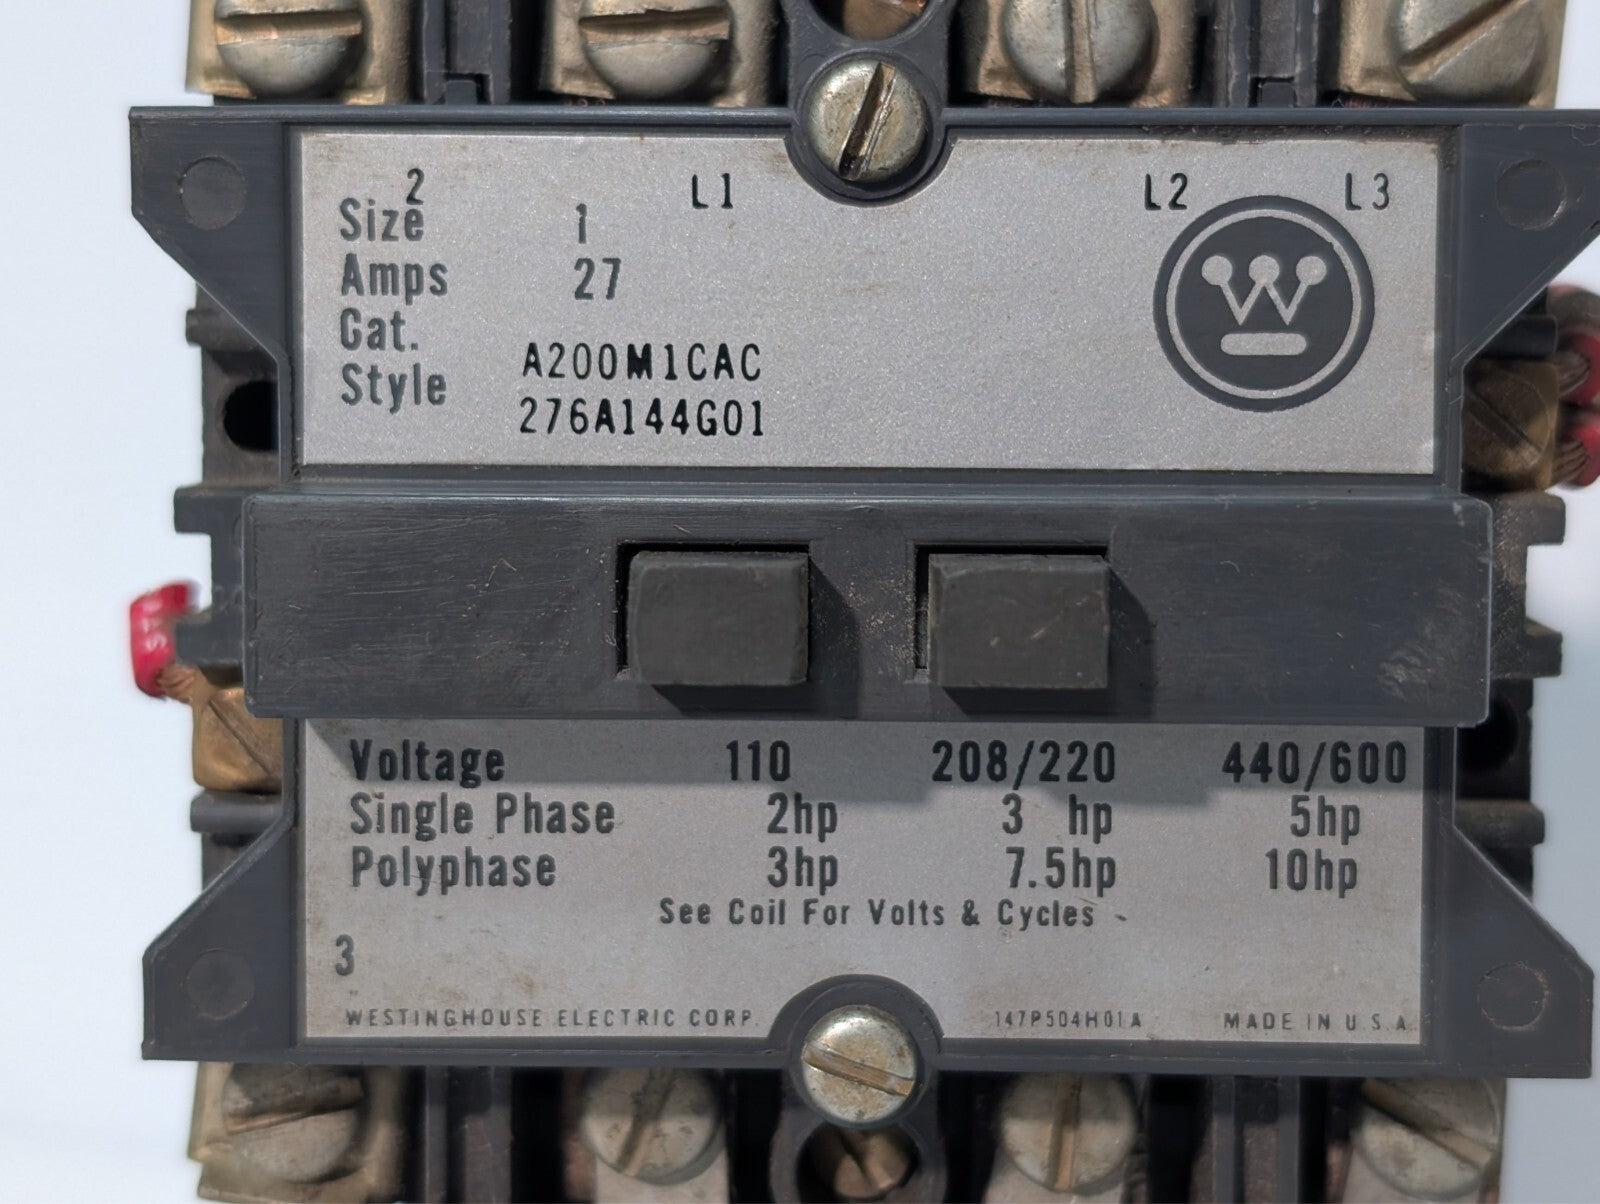 2 L1 L2 L3
Size 1
Amps 27
Cat. A200M1CAC
Style 276A144G01
W
Voltage 110 208/220 440/600
Single Phase 2hp 3 hp 5hp
Polyphase 3hp 7.5hp 10hp
See Coil For Volts & Cycles
3
WESTINGHOUSE ELECTRIC CORP. 147P504H01A MADE IN U.S.A.